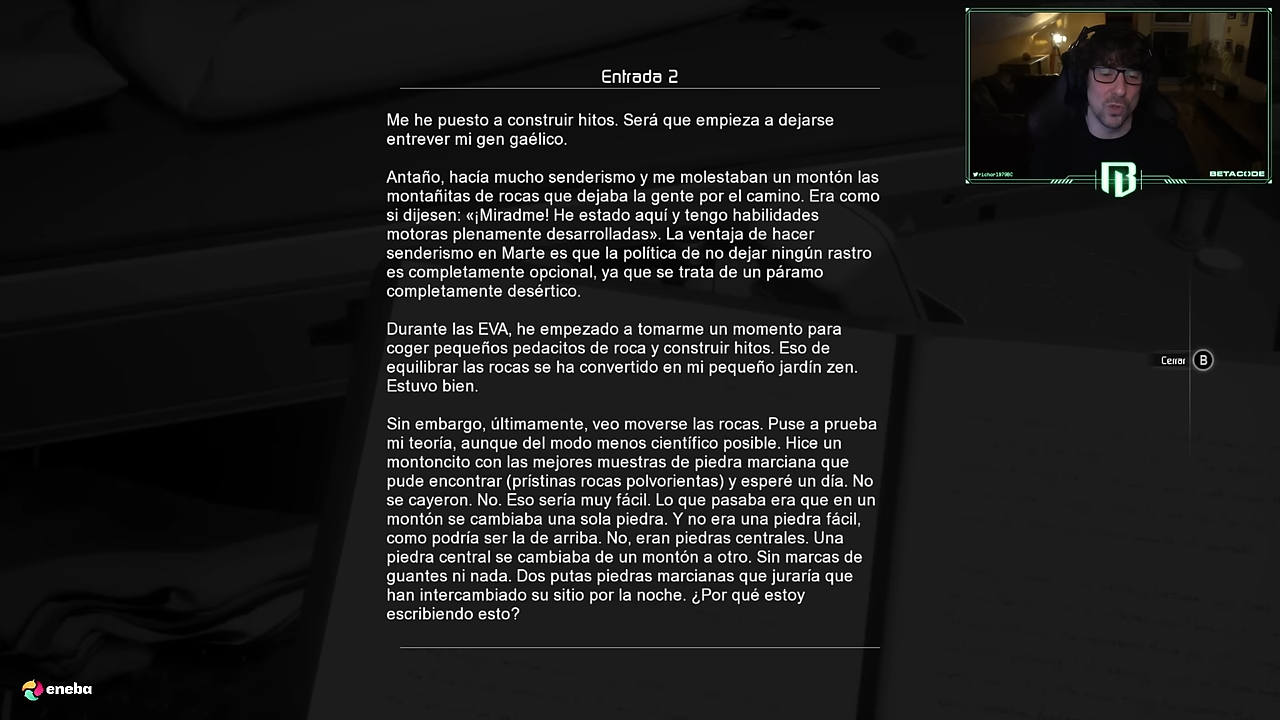 Entrada 2
Me he puesto a construir hitos. Será que empieza a dejarse
entrever mi gen gaélico.
Antaño, hacía mucho senderismo y me molestaban un montón las
montañitas de rocas que dejaba la gente por el camino. Era como
si dijesen: «¡Miradme! He estado aquí y tengo habilidades
motoras plenamente desarrolladas». La ventaja de hacer
senderismo en Marte es que la política de no dejar ningún rastro
es completamente opcional, ya que se trata de un páramo
completamente desértico.
Durante las EVA, he empezado a tomarme un momento para
coger pequeños pedacitos de roca y construir hitos. Eso de
equilibrar las rocas se ha convertido en mi pequeño jardín zen.
Estuvo bien.
Sin embargo, últimamente, veo moverse las rocas. Puse a prueba
mi teoría, aunque del modo menos científico posible. Hice un
montoncito con las mejores muestras de piedra marciana que
pude encontrar (prístinas rocas polvorientas) y esperé un día. No
se cayeron. No. Eso sería muy fácil. Lo que pasaba era que en un
montón se cambiaba una sola piedra. Y no era una piedra fácil,
como podría ser la de arriba. No, eran piedras centrales. Una
piedra central se cambiaba de un montón a otro. Sin marcas de
guantes ni nada. Dos putas piedras marcianas que juraría que
han intercambiado su sitio por la noche. ¿Por qué estoy
escribiendo esto?
Cerrar B
BETACODE
eneba